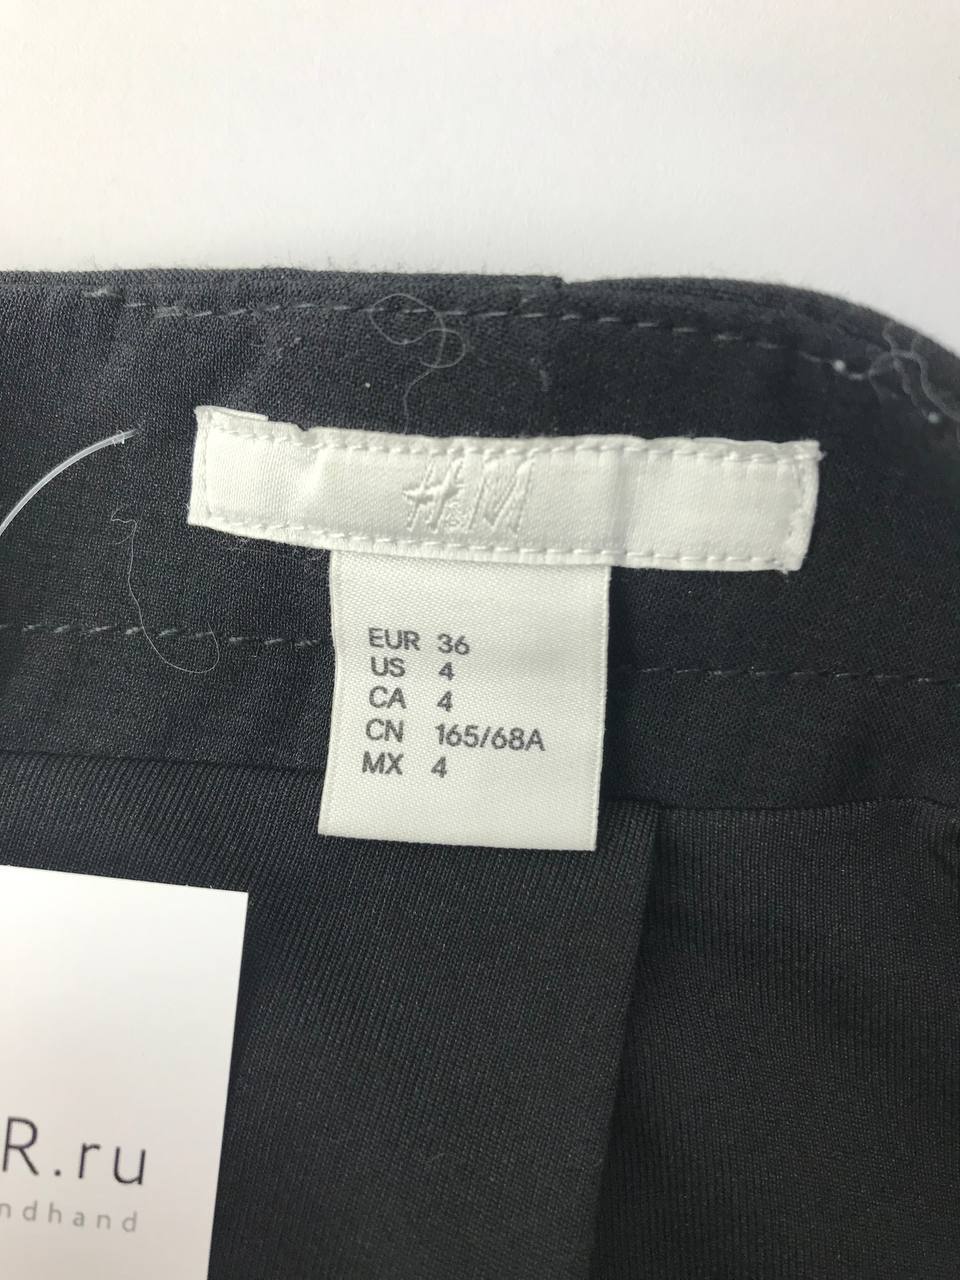 H&M
EUR 36
US 4
CA 4
CN 165/68A
MX 4
R.ru
ndhand